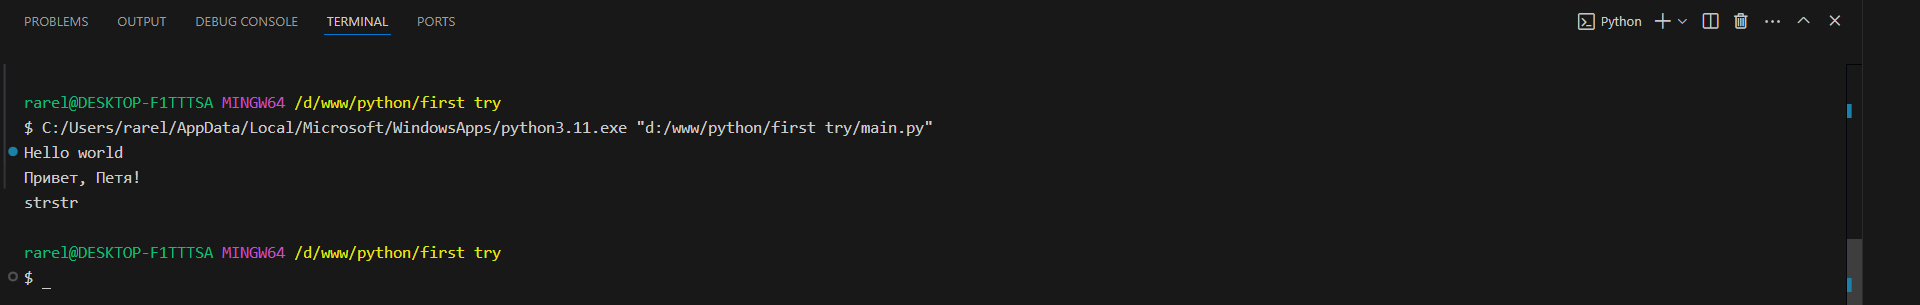 PROBLEMS OUTPUT DEBUG CONSOLE TERMINAL PORTS Python
rarel@DESKTOP-F1TTTSA MINGW64 /d/www/python/first try
$ C:/Users/rarel/AppData/Local/Microsoft/WindowsApps/python3.11.exe "d:/www/python/first try/main.py"
Hello world
Привет, Петя!
strstr
rarel@DESKTOP-F1TTTSA MINGW64 /d/www/python/first try
$ _